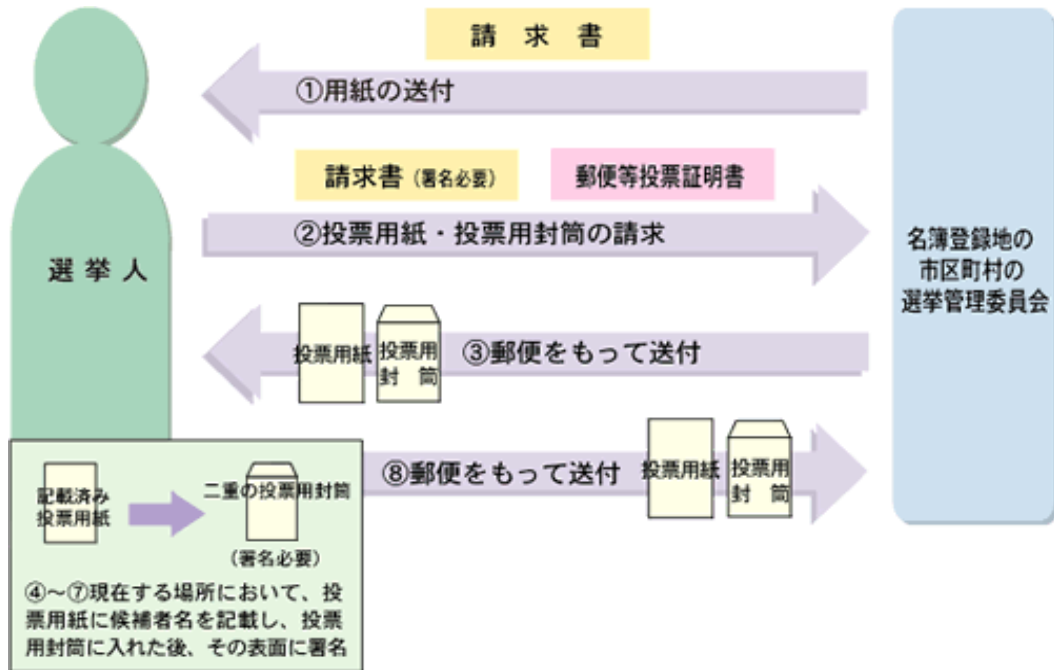 請求書
①用紙の送付
請求書（署名必要）
郵便等投票証明書
②投票用紙・投票用封筒の請求
選挙人
名簿登録地の
市区町村の
選挙管理委員会
投票用紙
投票用
封筒
③郵便をもって送付
⑧郵便をもって送付
投票用紙
投票用
封筒
記載済み
投票用紙
二重の投票用封筒
（署名必要）
④～⑦現在する場所において、投
票用紙に候補者名を記載し、投票
用封筒に入れた後、その表面に署名